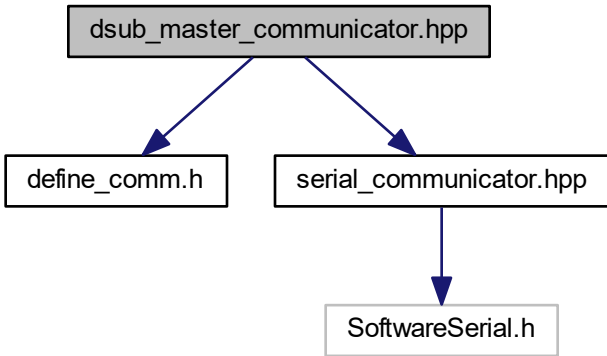 dsub_master_communicator.hpp
define_comm.h
serial_communicator.hpp
SoftwareSerial.h